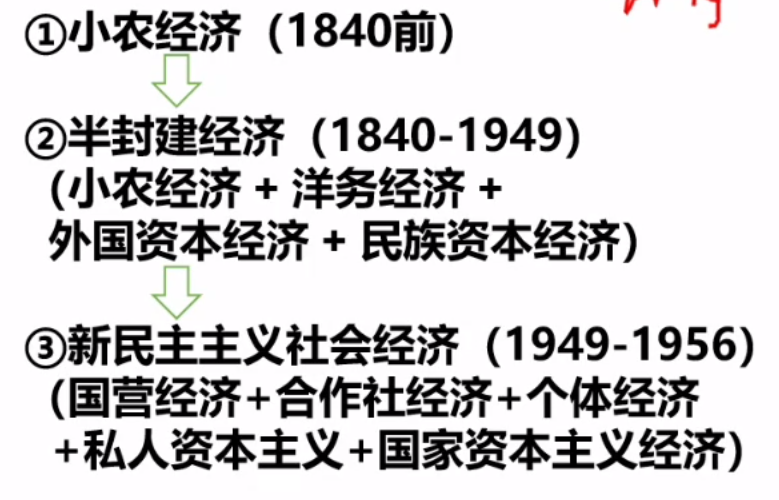 ①小农经济（1840前）
②半封建经济（1840-1949）
(小农经济 + 洋务经济 +
外国资本经济 + 民族资本经济）
③新民主主义社会经济（1949-1956）
(国营经济+合作社经济+个体经济
+私人资本主义+国家资本主义经济）